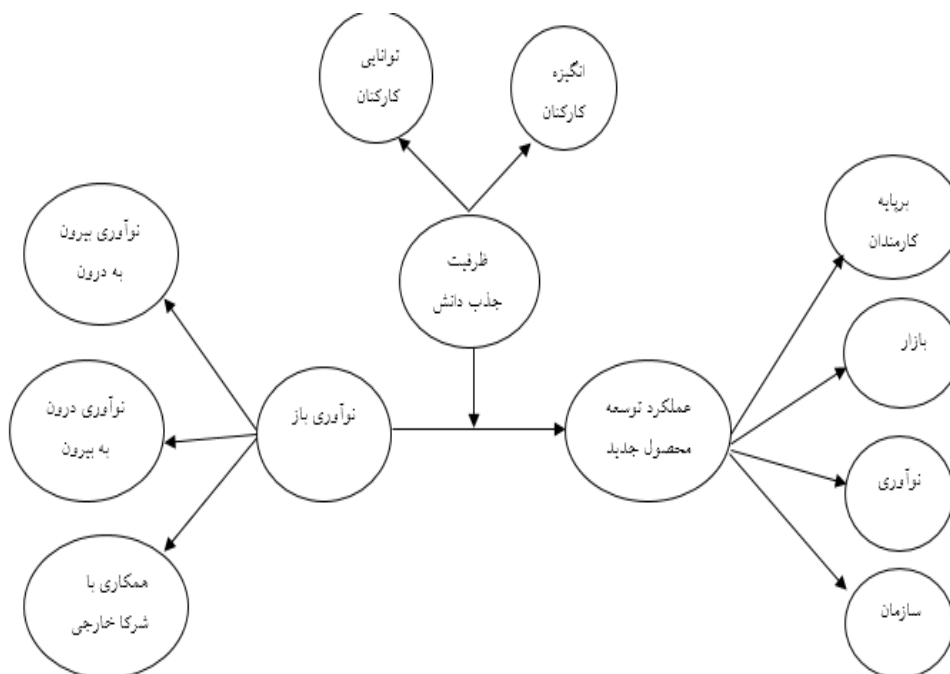 توانایی
کارکنان
انگیزه
کارکنان
برپایه
کارمندان
نوآوری بیرون
به درون
ظرفیت
جذب دانش
بازار
نوآوری درون
به بیرون
نوآوری باز
عملکرد توسعه
محصول جدید
نوآوری
همکاری با
شرکا خارجی
سازمان